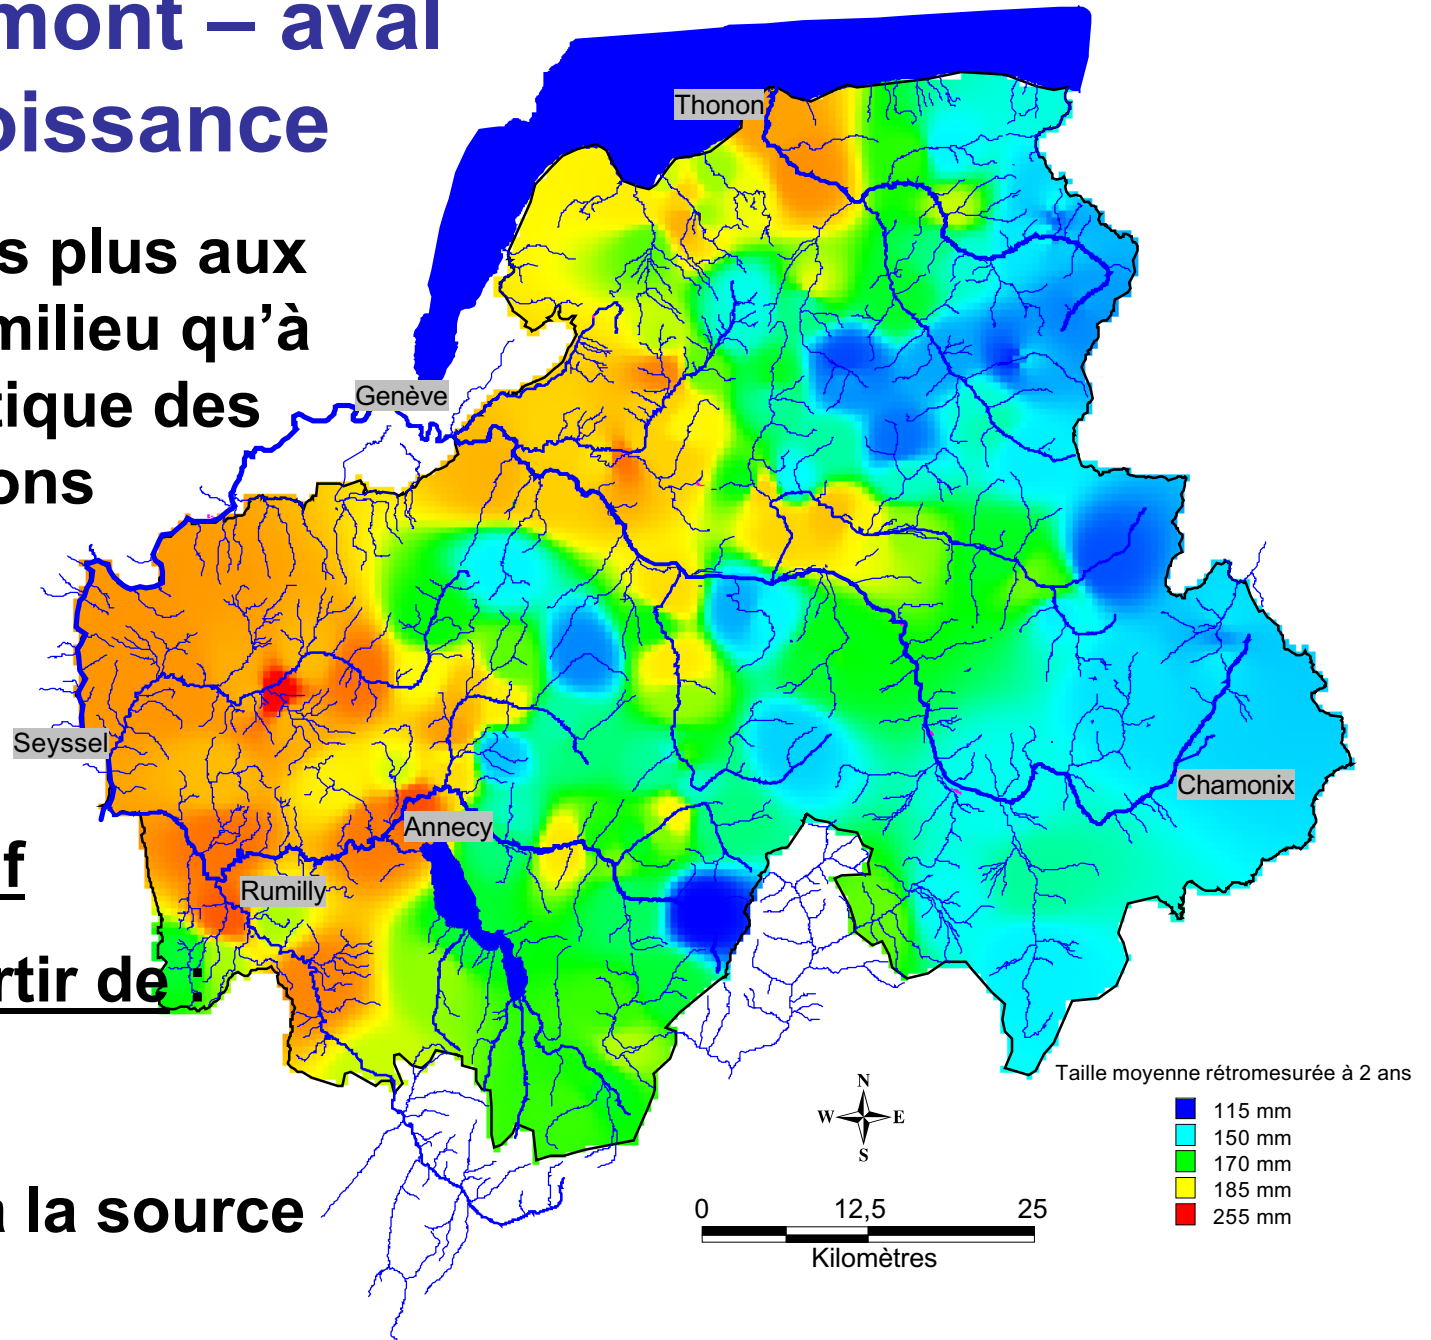 mont – aval
oissance
s plus aux
milieu qu’à
tique des
ons
f
rtir de :
a la source
Thonon
Genève
Seyssel
Annecy
Rumilly
Chamonix
N
W E
S
0 12,5 25
Kilomètres
Taille moyenne rétromesurée à 2 ans
115 mm
150 mm
170 mm
185 mm
255 mm